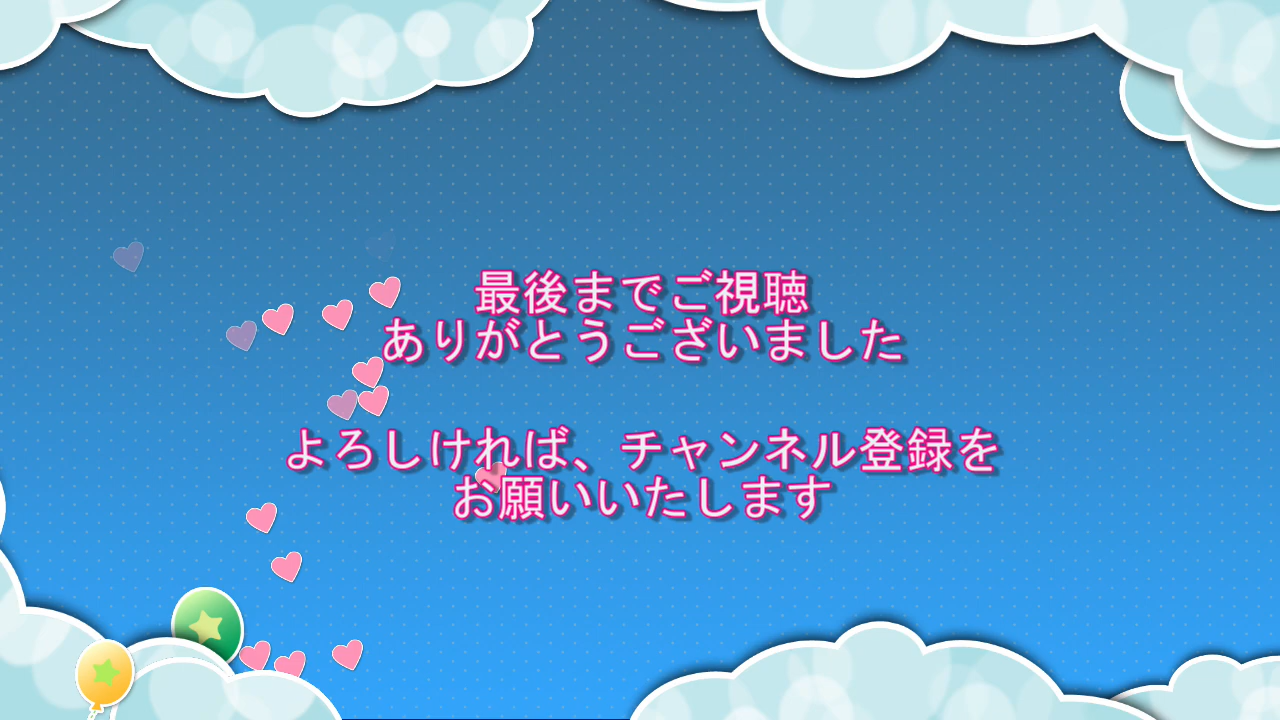 最後までご視聴
ありがとうございました
よろしければ、チャンネル登録を
お願いいたします